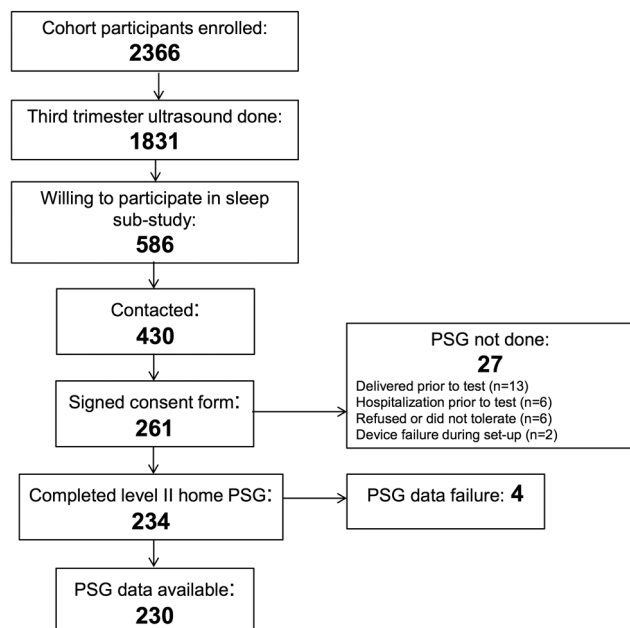 Cohort participants enrolled:
2366
Third trimester ultrasound done:
1831
Willing to participate in sleep
sub-study:
586
Contacted:
430
PSG not done:
27
Delivered prior to test (n=13)
Hospitalization prior to test (n=6)
Refused or did not tolerate (n=6)
Device failure during set-up (n=2)
Signed consent form:
261
Completed level II home PSG:
234
PSG data failure: 4
PSG data available:
230